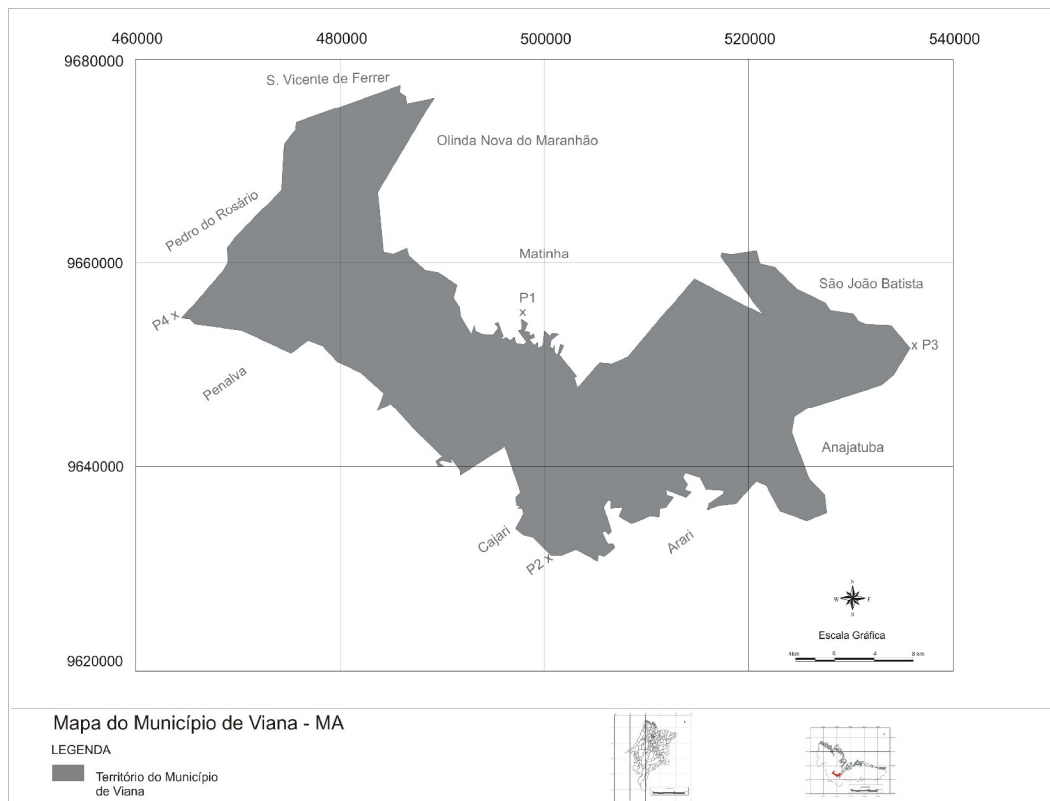 460000 480000 500000 520000 540000
9680000
S. Vicente de Ferrer
Olinda Nova do Maranhão
Pedro do Rosário
Matinha
9660000
São João Batista
P1
x
P4 x
x P3
Penalva
Anajatuba
9640000
Cajari
P2 x
Arari
N
W E
S
Escala Gráfica
4km 0 4 8 km
9620000
Mapa do Município de Viana - MA
LEGENDA
Território do Município
de Viana